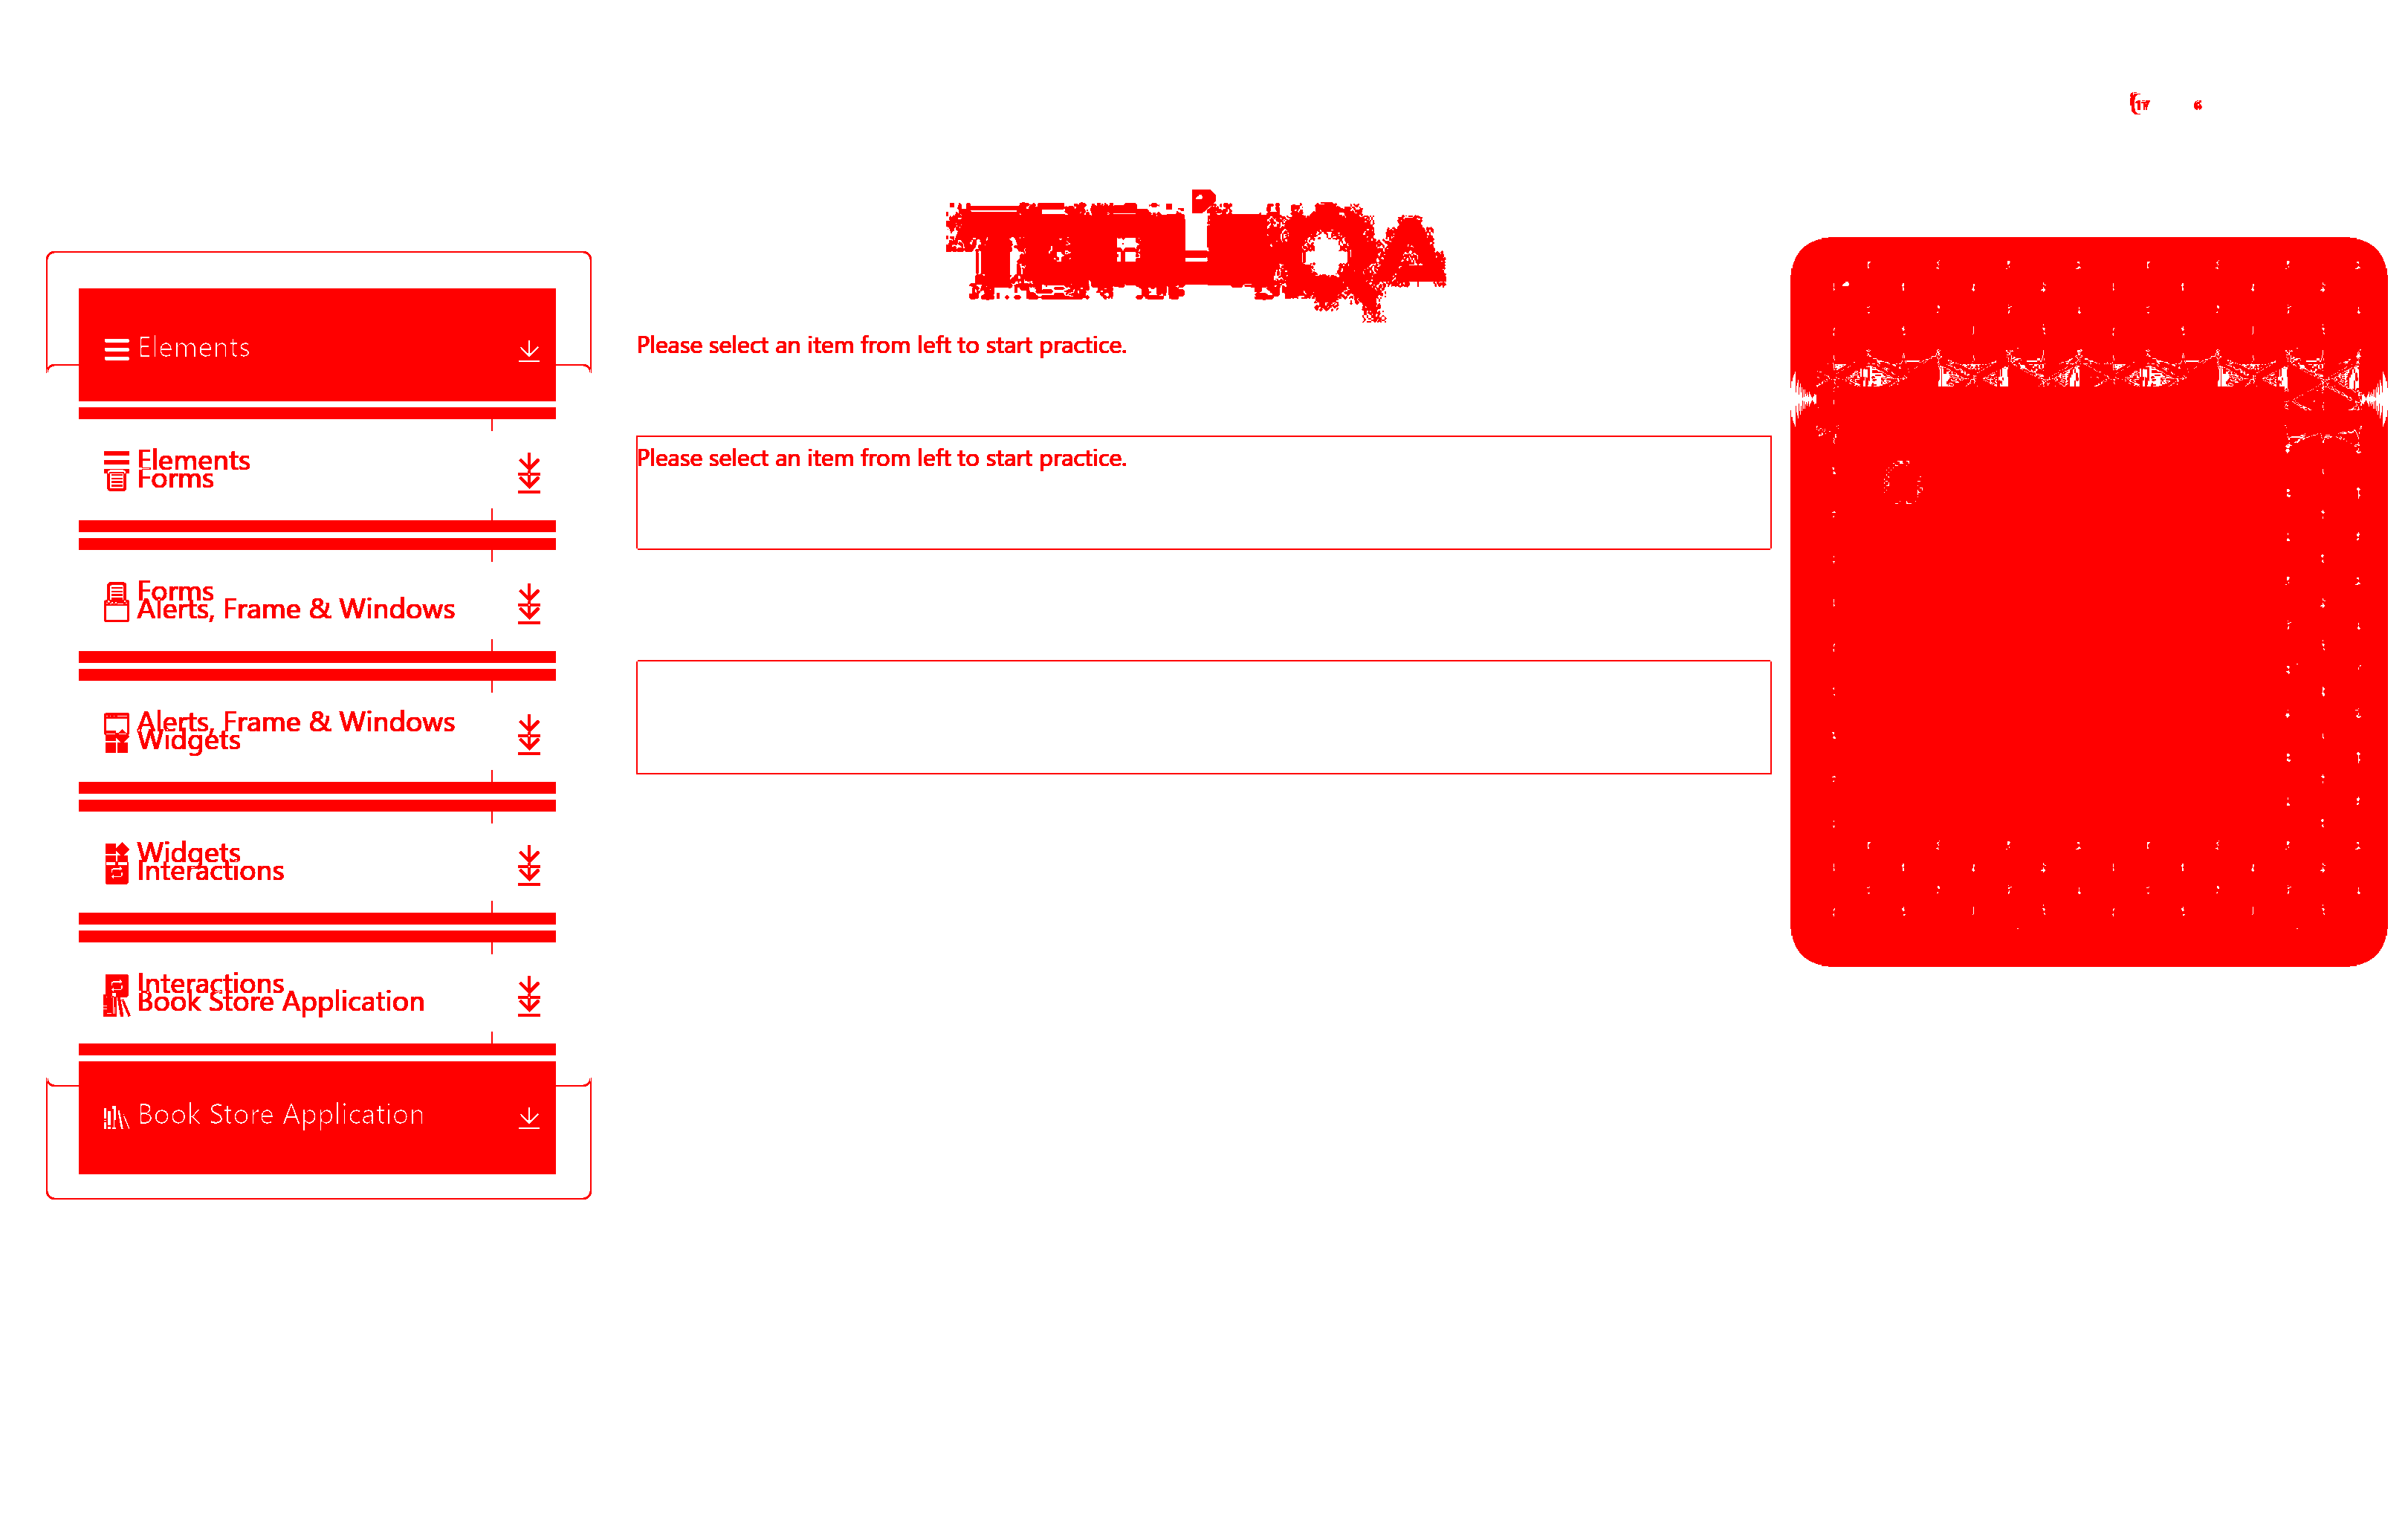 Elements
Please select an item from left to start practice.
Elements
Forms
Please select an item from left to start practice.
Forms
Alerts, Frame & Windows
Alerts, Frame & Windows
Widgets
Widgets
Interactions
Interactions
Book Store Application
Book Store Application